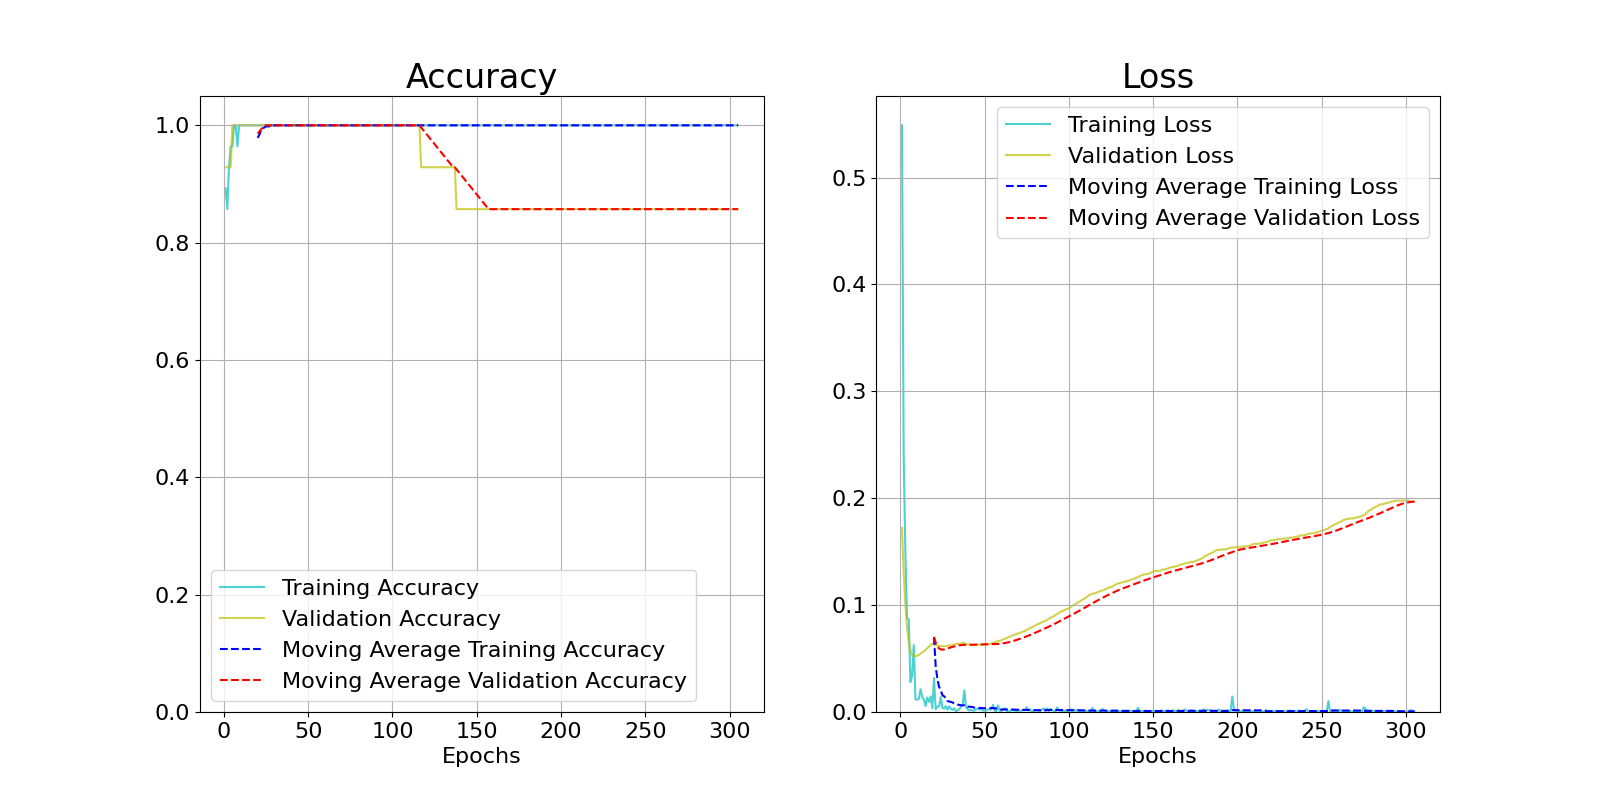 Accuracy
1.0
0.8
0.6
0.4
0.2
0.0
Training Accuracy
Validation Accuracy
Moving Average Training Accuracy
Moving Average Validation Accuracy
0 50 100 150 200 250 300
Epochs
Loss
0.5
0.4
0.3
0.2
0.1
0.0
Training Loss
Validation Loss
Moving Average Training Loss
Moving Average Validation Loss
0 50 100 150 200 250 300
Epochs